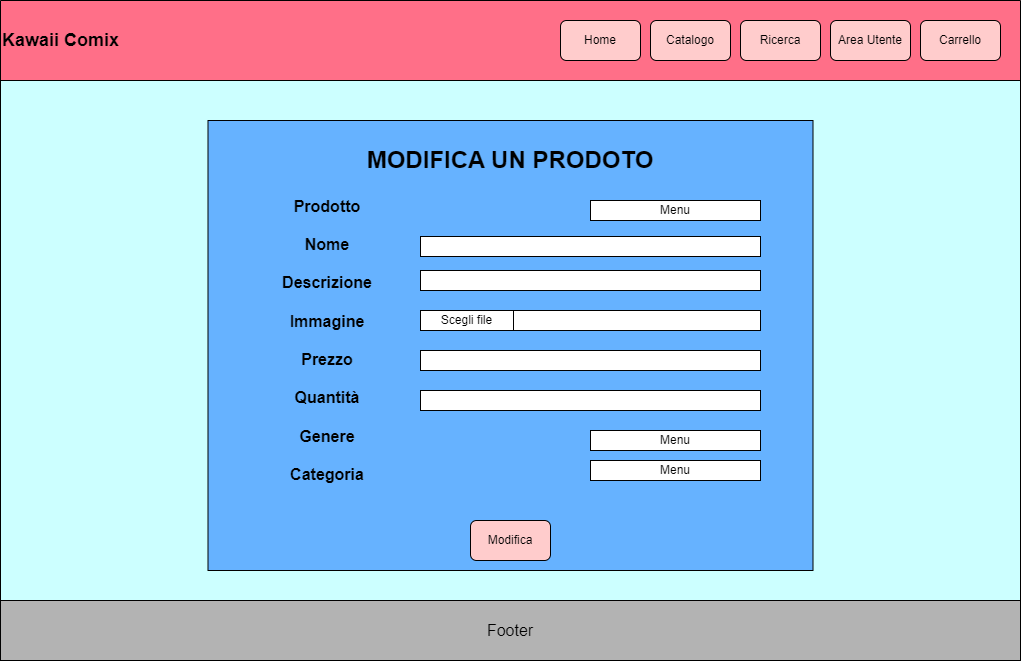 Kawaii Comix
Home
Catalogo
Ricerca
Area Utente
Carrello
MODIFICA UN PRODOTO
Prodotto
Menu
Nome
Descrizione
Immagine
Scegli file
Prezzo
Quantità
Genere
Menu
Categoria
Menu
Modifica
Footer